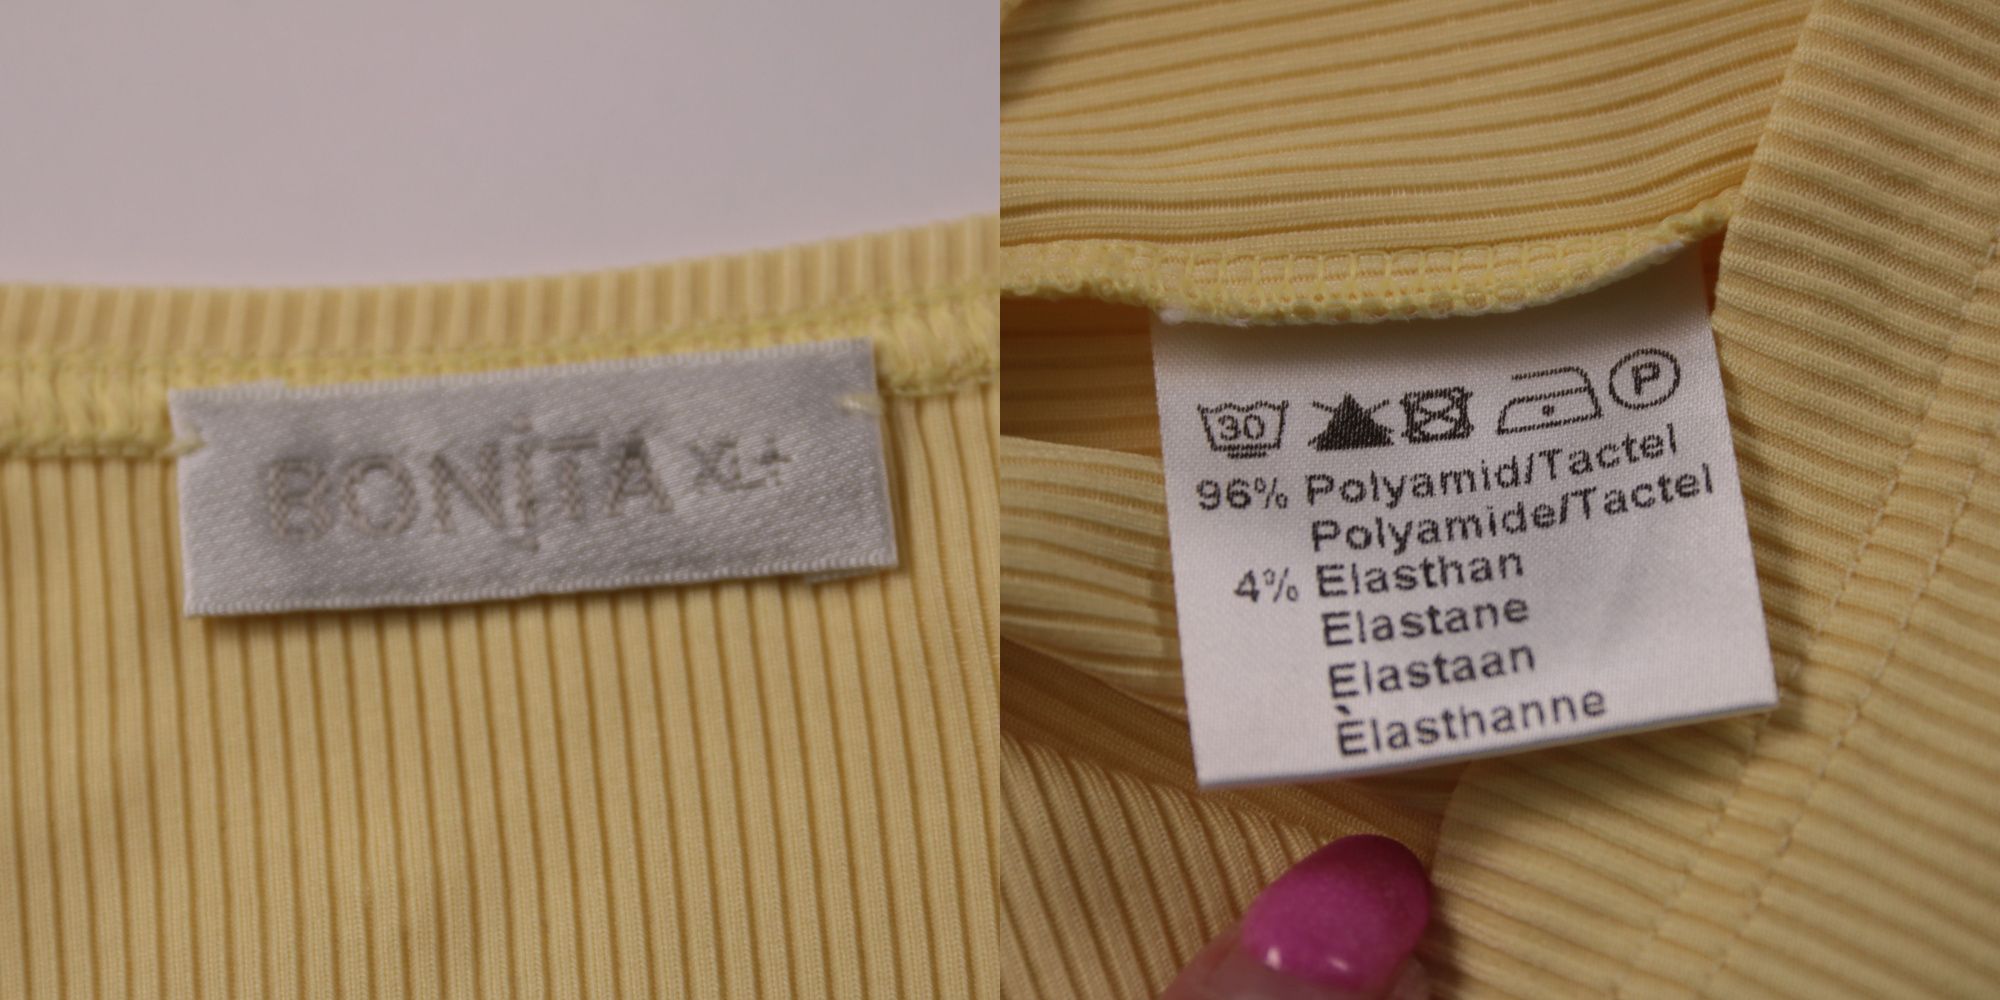 BONITA XL+
30 P
96% Polyamid/Tactel
Polyamide/Tactel
4% Elasthan
Elastane
Elastaan
Èlasthanne